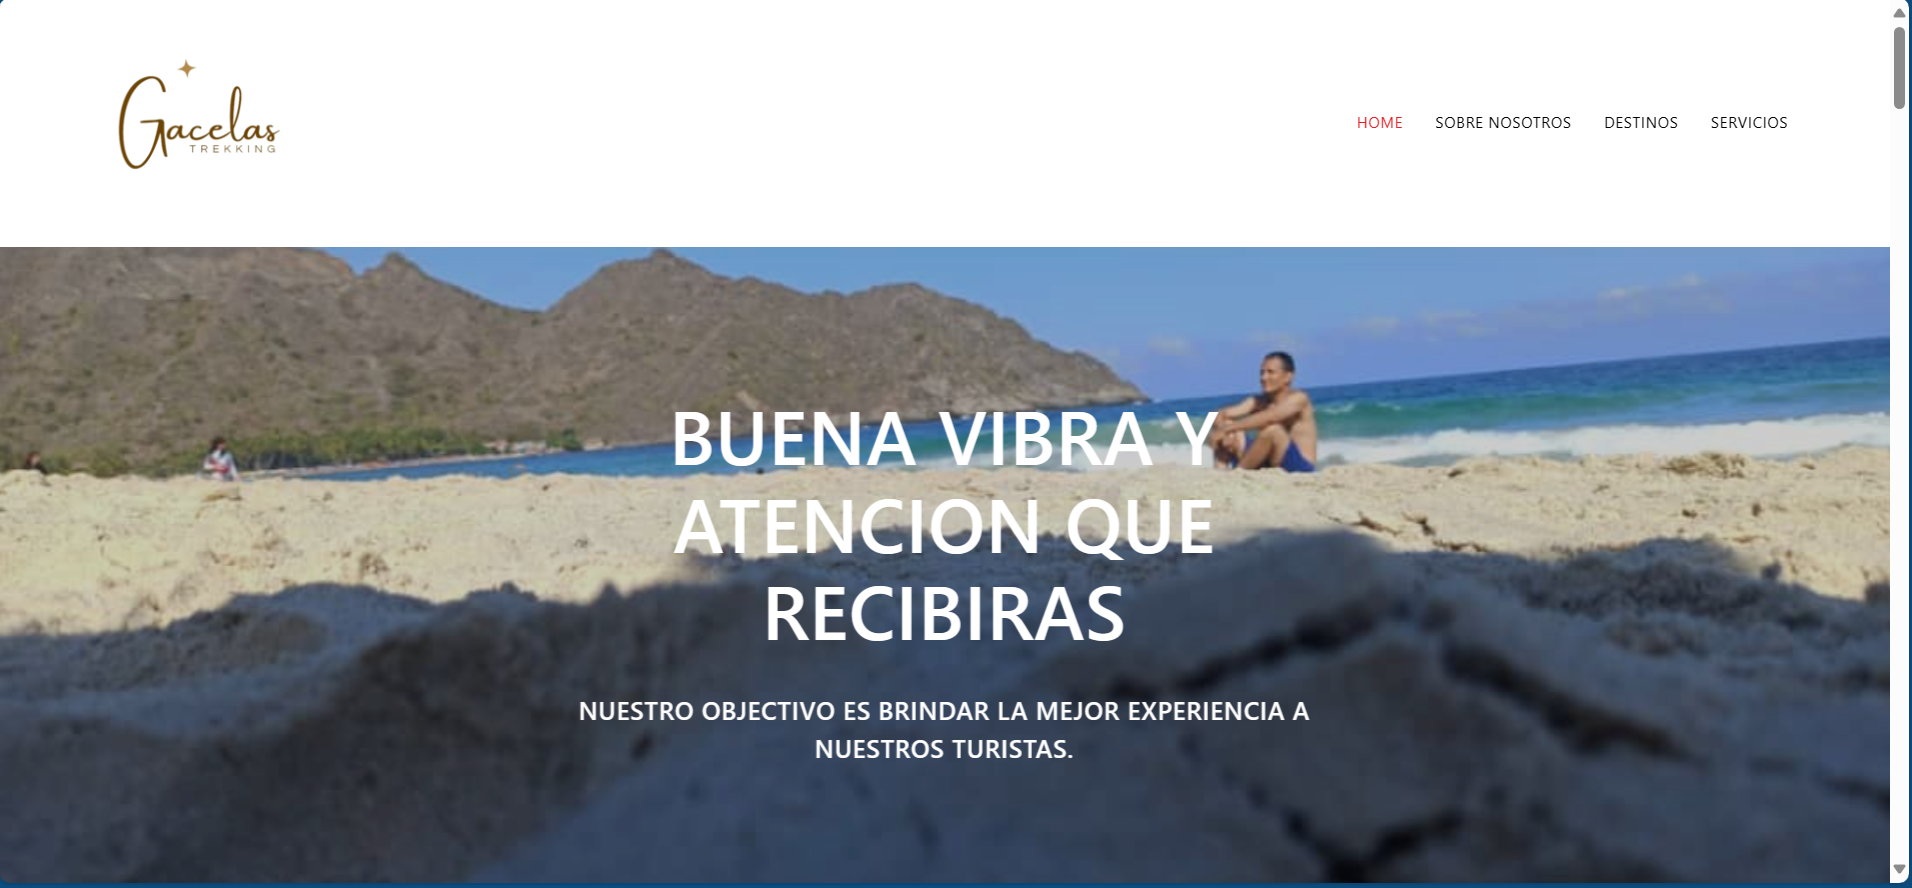 Gacelas
TREKKING
HOME SOBRE NOSOTROS DESTINOS SERVICIOS
BUENA VIBRA Y
ATENCION QUE
RECIBIRAS
NUESTRO OBJECTIVO ES BRINDAR LA MEJOR EXPERIENCIA A
NUESTROS TURISTAS.